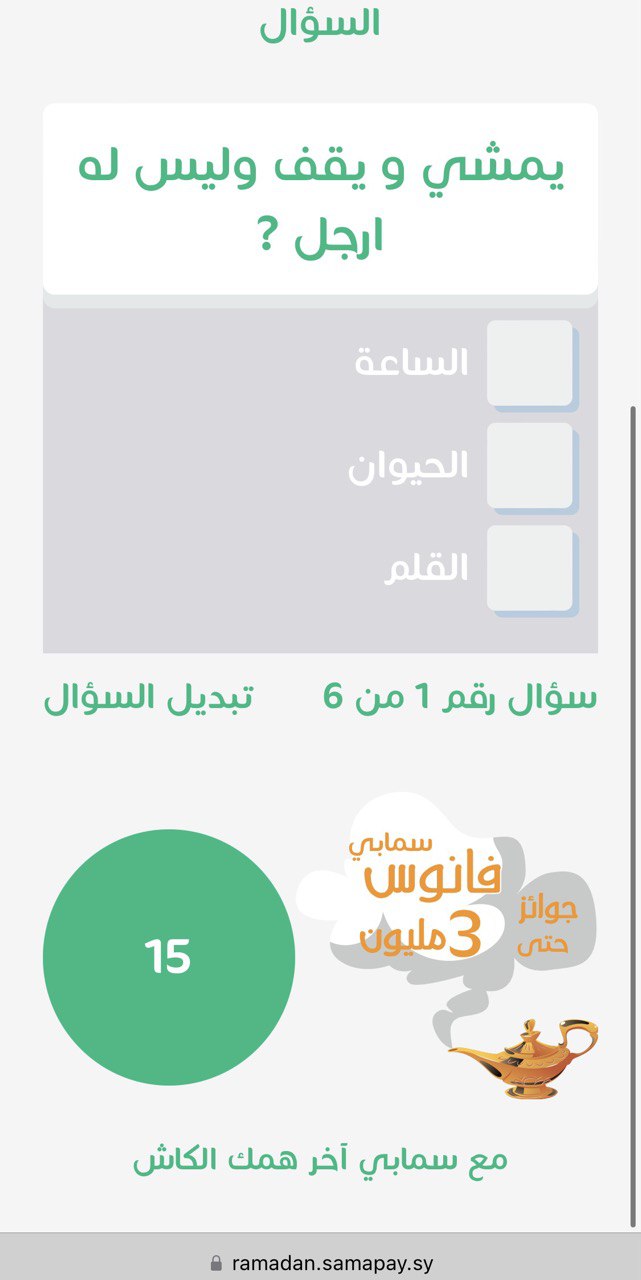 السؤال
يمشي و يقف وليس له
ارجل ?
الساعة
الحيوان
القلم
سؤال رقم 1 من 6
تبديل السؤال
سمابي
فانوس
جوائز
حتى
3 مليون
15
مع سمابي آخر همك الكاش
ramadan.samapay.sy